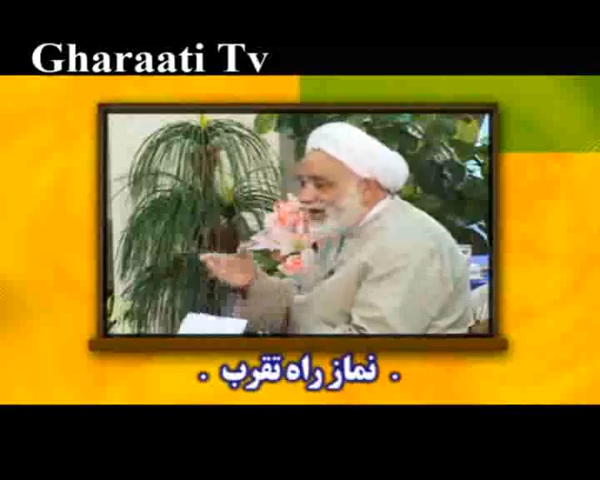 Gharaati Tv
. نماز راه تقرب .